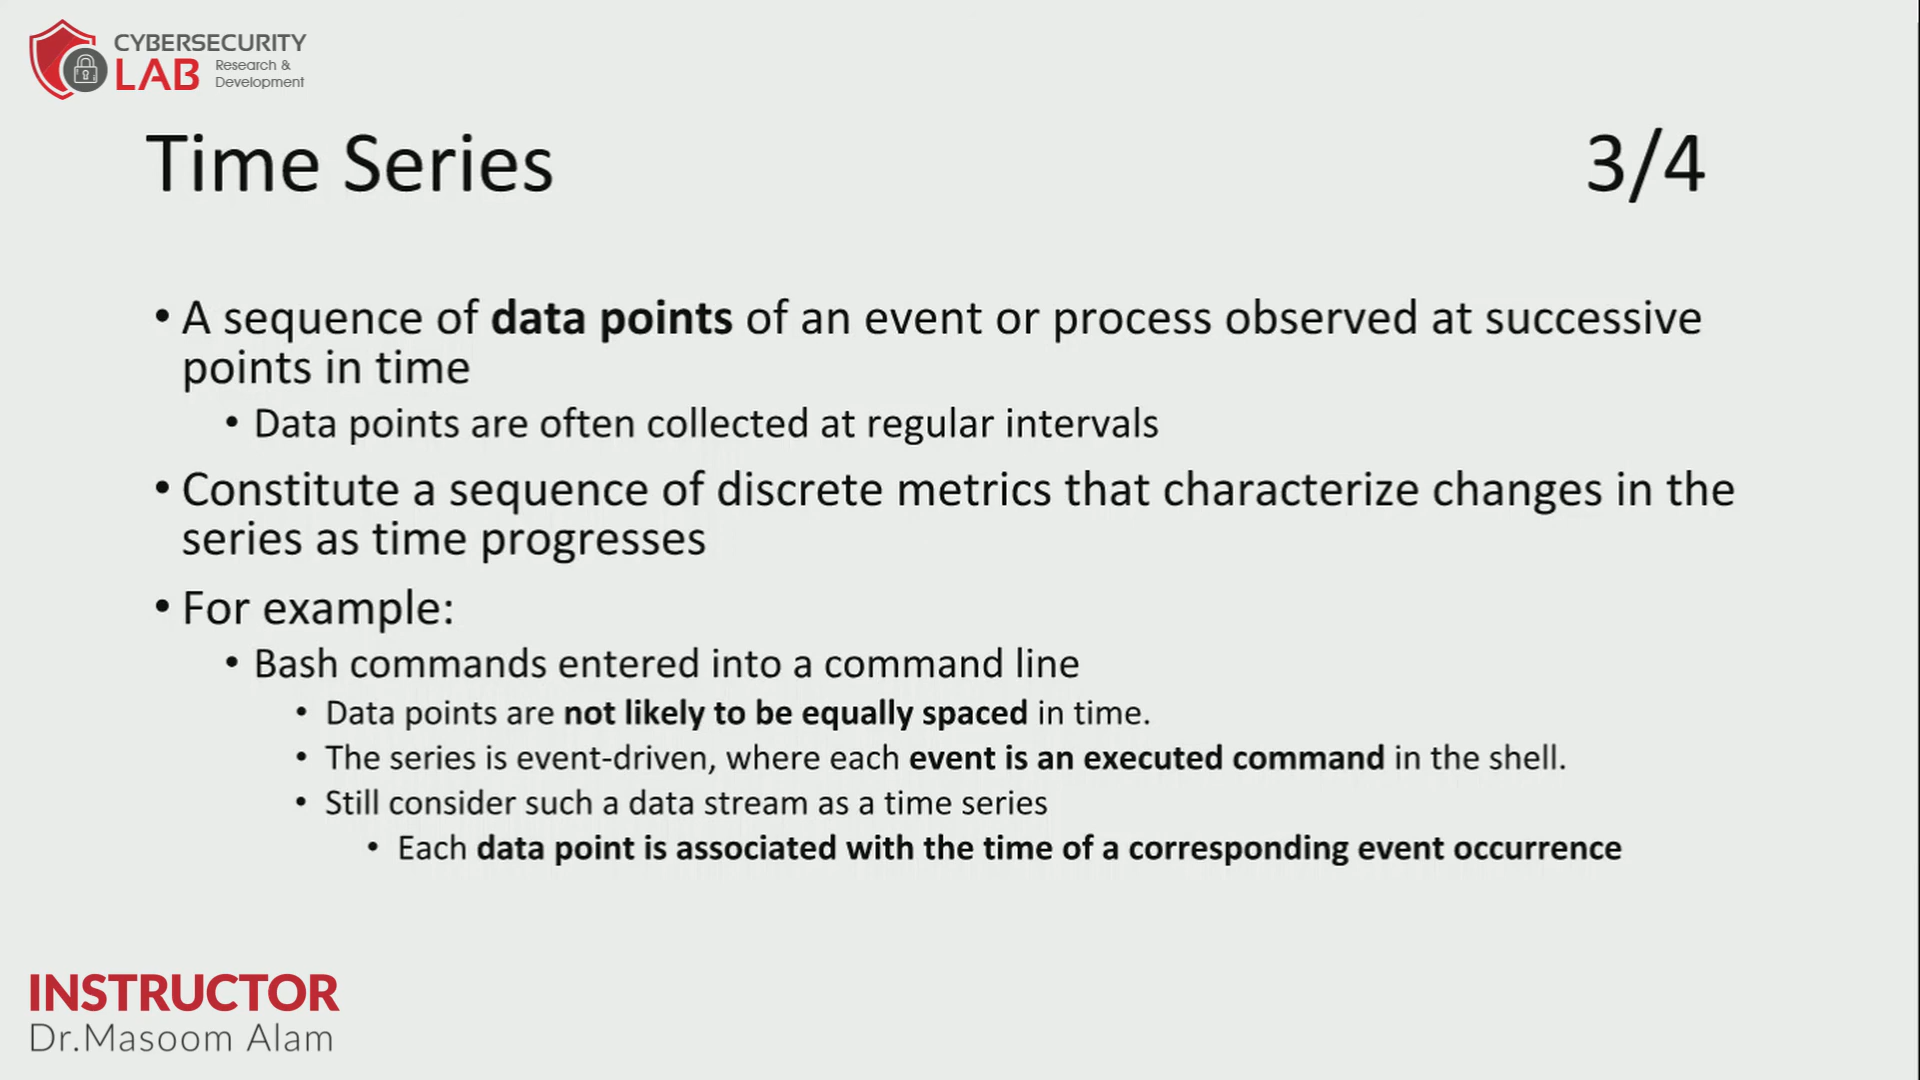 CYBERSECURITY
LAB Research &
Development
Time Series 3/4
• A sequence of data points of an event or process observed at successive
points in time
• Data points are often collected at regular intervals
• Constitute a sequence of discrete metrics that characterize changes in the
series as time progresses
• For example:
• Bash commands entered into a command line
• Data points are not likely to be equally spaced in time.
• The series is event-driven, where each event is an executed command in the shell.
• Still consider such a data stream as a time series
• Each data point is associated with the time of a corresponding event occurrence
INSTRUCTOR
Dr.Masoom Alam